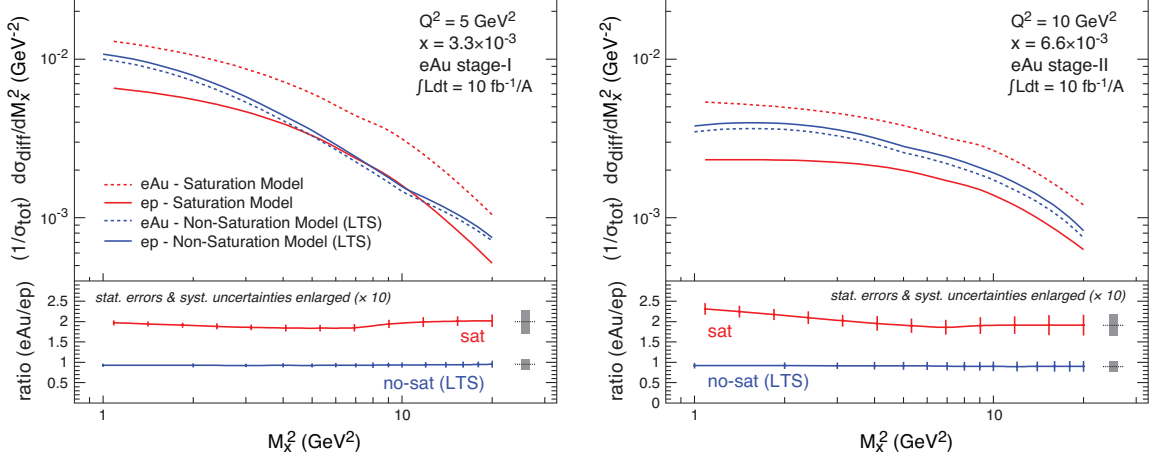 (1/σtot) dσdiff/dMx² (GeV⁻²)
10⁻²
10⁻³
Q² = 5 GeV²
x = 3.3×10⁻³
eAu stage-I
∫Ldt = 10 fb⁻¹/A
eAu - Saturation Model
ep - Saturation Model
eAu - Non-Saturation Model (LTS)
ep - Non-Saturation Model (LTS)
ratio (eAu/ep)
stat. errors & syst. uncertainties enlarged (× 10)
2.5
2
1.5
1
0.5
sat
no-sat (LTS)
1
10
Mx² (GeV²)
(1/σtot) dσdiff/dMx² (GeV⁻²)
10⁻²
10⁻³
Q² = 10 GeV²
x = 6.6×10⁻³
eAu stage-II
∫Ldt = 10 fb⁻¹/A
ratio (eAu/ep)
stat. errors & syst. uncertainties enlarged (× 10)
2.5
2
1.5
1
0.5
0
sat
no-sat (LTS)
1
10
Mx² (GeV²)